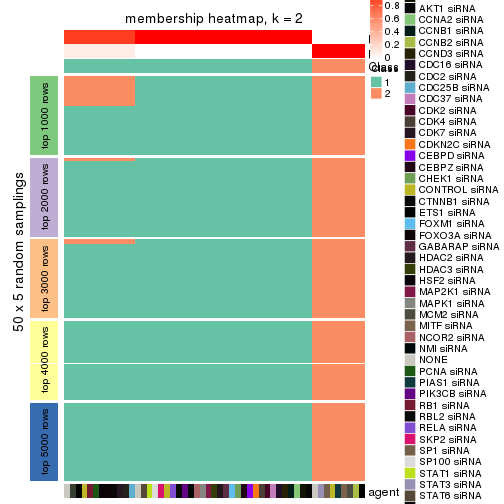 membership heatmap, k = 2
50 x 5 random samplings
top 1000 rows
top 2000 rows
top 3000 rows
top 4000 rows
top 5000 rows
0.8
0.6
0.4
0.2
0
Class
1
2
agent
AKT1 siRNA
CCNA2 siRNA
CCNB1 siRNA
CCNB2 siRNA
CCND3 siRNA
CDC16 siRNA
CDC2 siRNA
CDC25B siRNA
CDC37 siRNA
CDK2 siRNA
CDK4 siRNA
CDK7 siRNA
CDKN2C siRNA
CEBPD siRNA
CEBPZ siRNA
CHEK1 siRNA
CONTROL siRNA
CTNNB1 siRNA
ETS1 siRNA
FOXM1 siRNA
FOXO3A siRNA
GABARAP siRNA
HDAC2 siRNA
HDAC3 siRNA
HSF2 siRNA
MAP2K1 siRNA
MAPK1 siRNA
MCM2 siRNA
MITF siRNA
NCOR2 siRNA
NMI siRNA
NONE
PCNA siRNA
PIAS1 siRNA
PIK3CB siRNA
RB1 siRNA
RBL2 siRNA
RELA siRNA
SKP2 siRNA
SP1 siRNA
SP100 siRNA
STAT1 siRNA
STAT3 siRNA
STAT6 siRNA